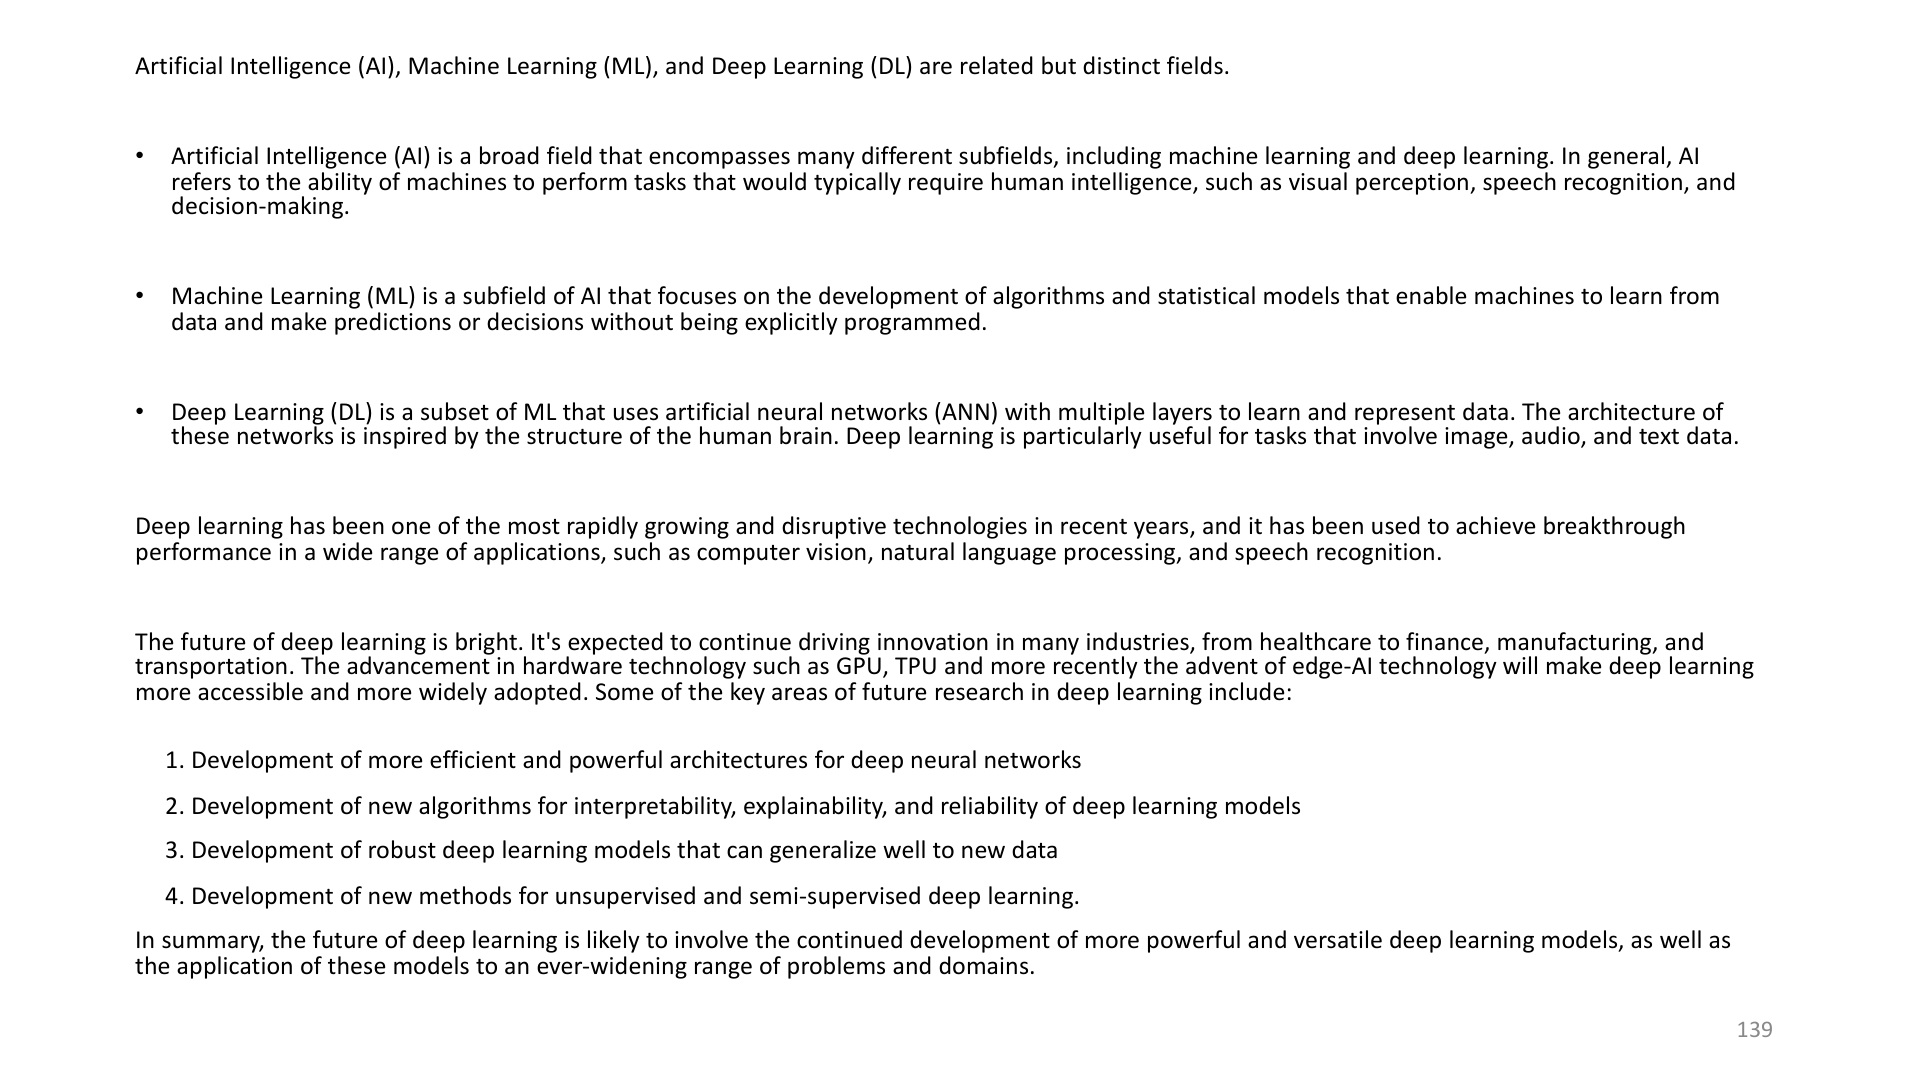 Artificial Intelligence (AI), Machine Learning (ML), and Deep Learning (DL) are related but distinct fields.
• Artificial Intelligence (AI) is a broad field that encompasses many different subfields, including machine learning and deep learning. In general, AI
refers to the ability of machines to perform tasks that would typically require human intelligence, such as visual perception, speech recognition, and
decision-making.
• Machine Learning (ML) is a subfield of AI that focuses on the development of algorithms and statistical models that enable machines to learn from
data and make predictions or decisions without being explicitly programmed.
• Deep Learning (DL) is a subset of ML that uses artificial neural networks (ANN) with multiple layers to learn and represent data. The architecture of
these networks is inspired by the structure of the human brain. Deep learning is particularly useful for tasks that involve image, audio, and text data.
Deep learning has been one of the most rapidly growing and disruptive technologies in recent years, and it has been used to achieve breakthrough
performance in a wide range of applications, such as computer vision, natural language processing, and speech recognition.
The future of deep learning is bright. It's expected to continue driving innovation in many industries, from healthcare to finance, manufacturing, and
transportation. The advancement in hardware technology such as GPU, TPU and more recently the advent of edge-AI technology will make deep learning
more accessible and more widely adopted. Some of the key areas of future research in deep learning include:
1. Development of more efficient and powerful architectures for deep neural networks
2. Development of new algorithms for interpretability, explainability, and reliability of deep learning models
3. Development of robust deep learning models that can generalize well to new data
4. Development of new methods for unsupervised and semi-supervised deep learning.
In summary, the future of deep learning is likely to involve the continued development of more powerful and versatile deep learning models, as well as
the application of these models to an ever-widening range of problems and domains.
139